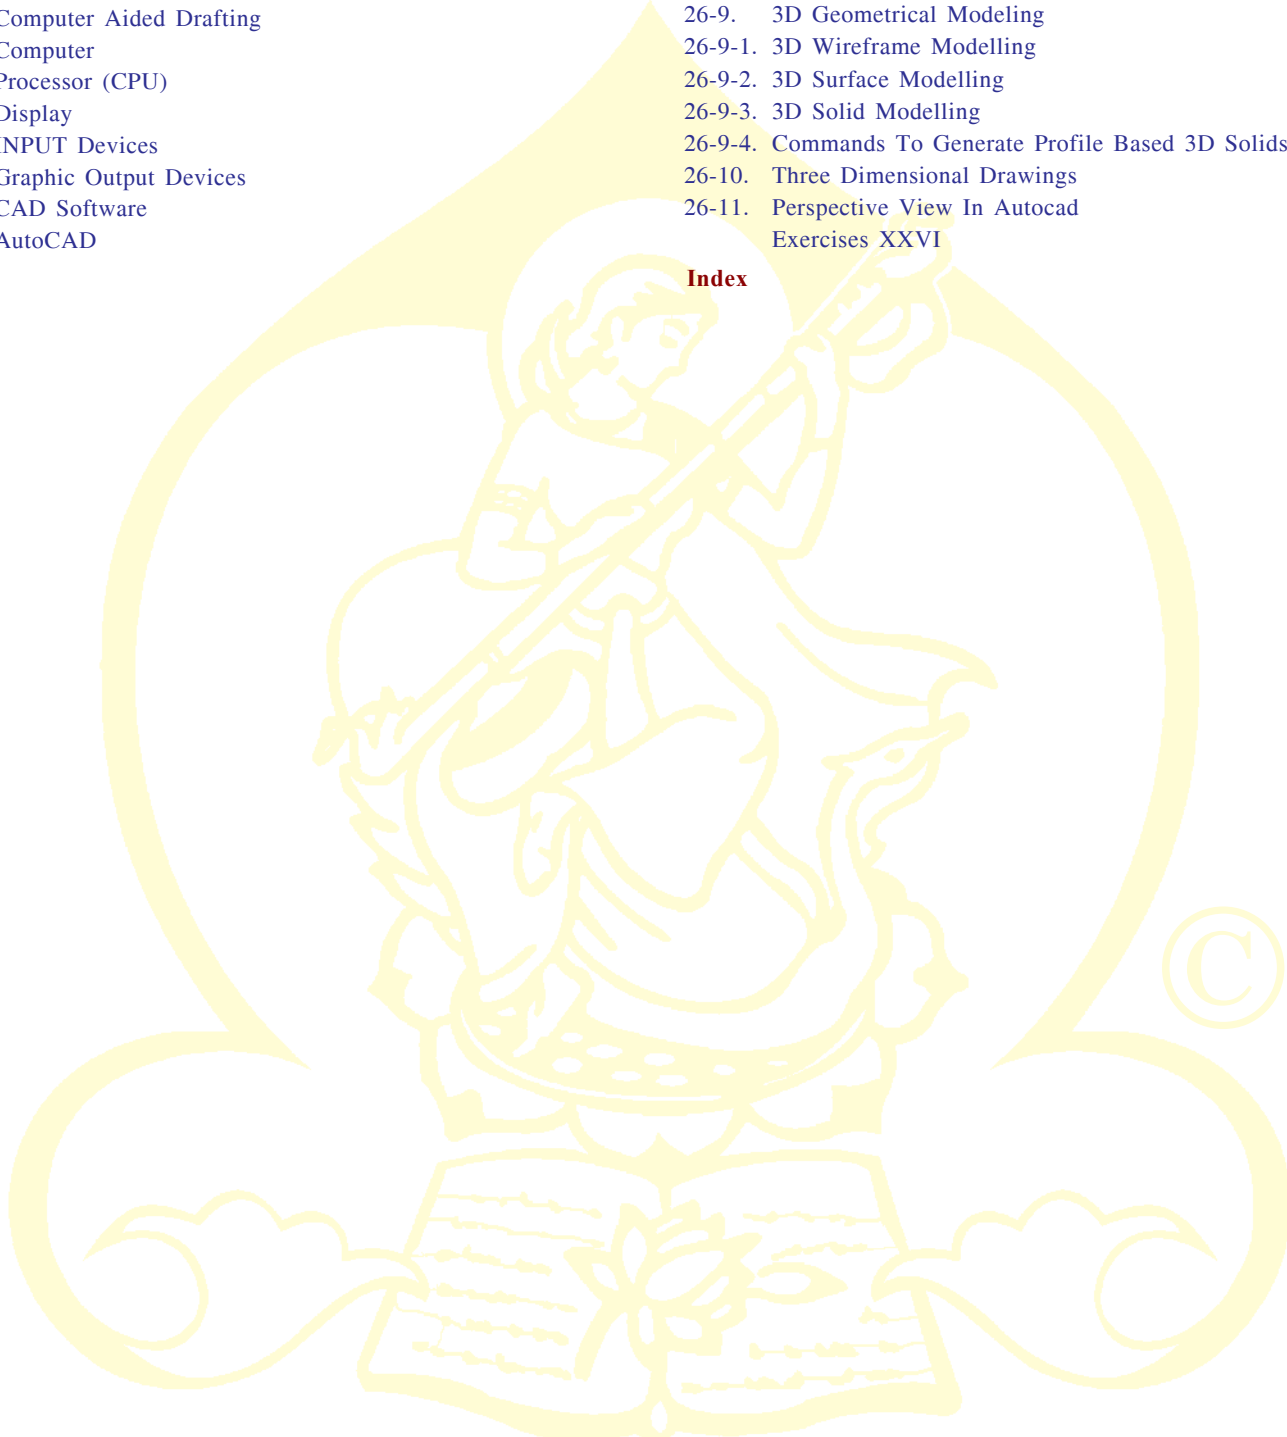 Computer Aided Drafting
Computer
Processor (CPU)
Display
INPUT Devices
Graphic Output Devices
CAD Software
AutoCAD
26-9. 3D Geometrical Modeling
26-9-1. 3D Wireframe Modelling
26-9-2. 3D Surface Modelling
26-9-3. 3D Solid Modelling
26-9-4. Commands To Generate Profile Based 3D Solids
26-10. Three Dimensional Drawings
26-11. Perspective View In Autocad
Exercises XXVI
Index
©